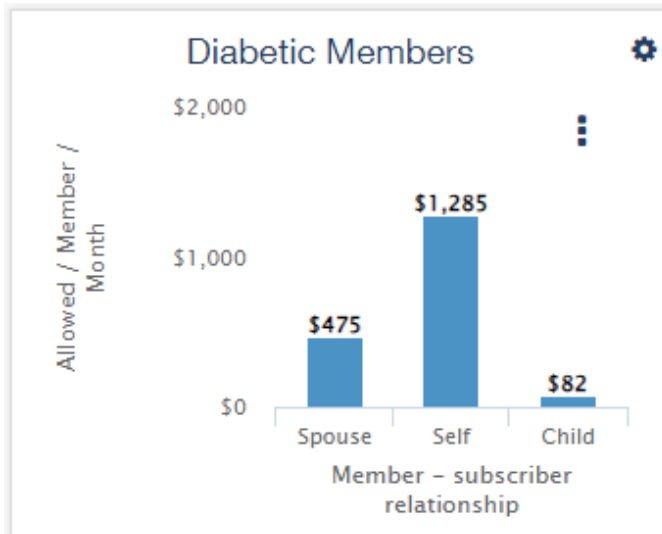 Diabetic Members
$2,000
$1,000
$0
Allowed / Member /
Month
$475
$1,285
$82
Spouse
Self
Child
Member – subscriber
relationship